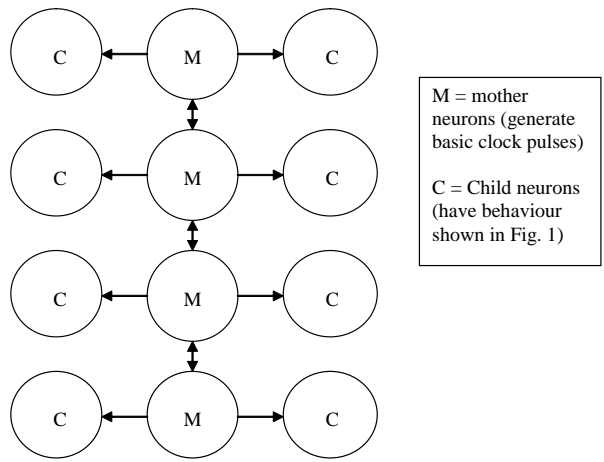 C M C
C M C
C M C
C M C
M = mother
neurons (generate
basic clock pulses)
C = Child neurons
(have behaviour
shown in Fig. 1)